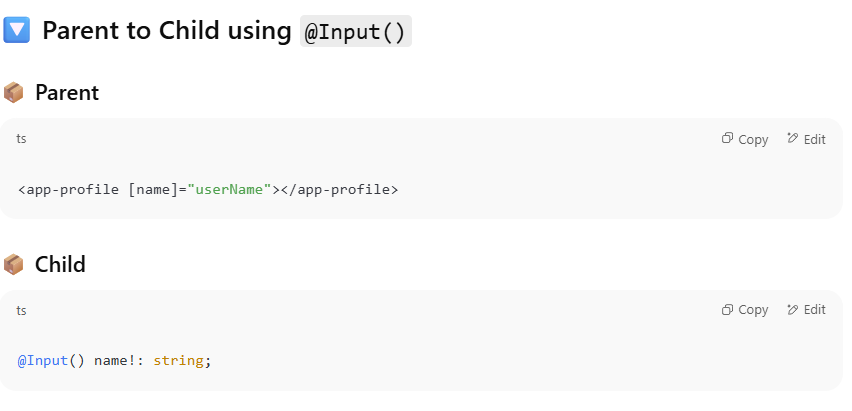 Parent to Child using @Input()
Parent
ts
Copy
Edit
<app-profile [name]="userName"></app-profile>
Child
ts
Copy
Edit
@Input() name!: string;